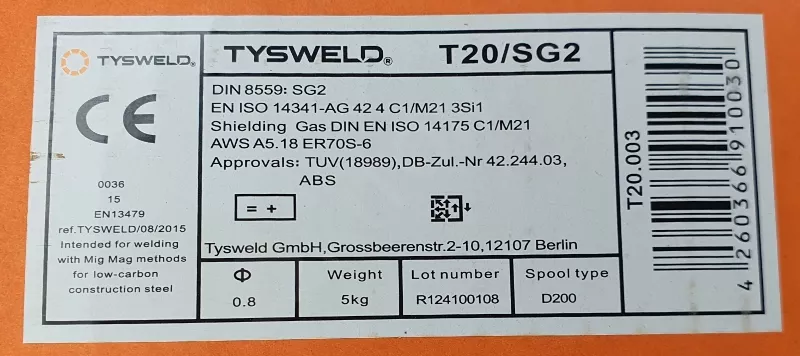 TYSWELD®
CE
0036
15
EN13479
ref.TYSWELD/08/2015
Intended for welding
with Mig Mag methods
for low-carbon
construction steel
TYSWELD® T20/SG2
DIN 8559: SG2
EN ISO 14341-AG 42 4 C1/M21 3Si1
Shielding Gas DIN EN ISO 14175 C1/M21
AWS A5.18 ER70S-6
Approvals: TUV(18989),DB-Zul.-Nr 42.244.03,
ABS
= +
Tysweld GmbH,Grossbeerenstr.2-10,12107 Berlin
Φ Weight Lot number Spool type
0.8 5kg R124100108 D200
T20.003
4 260366 910030